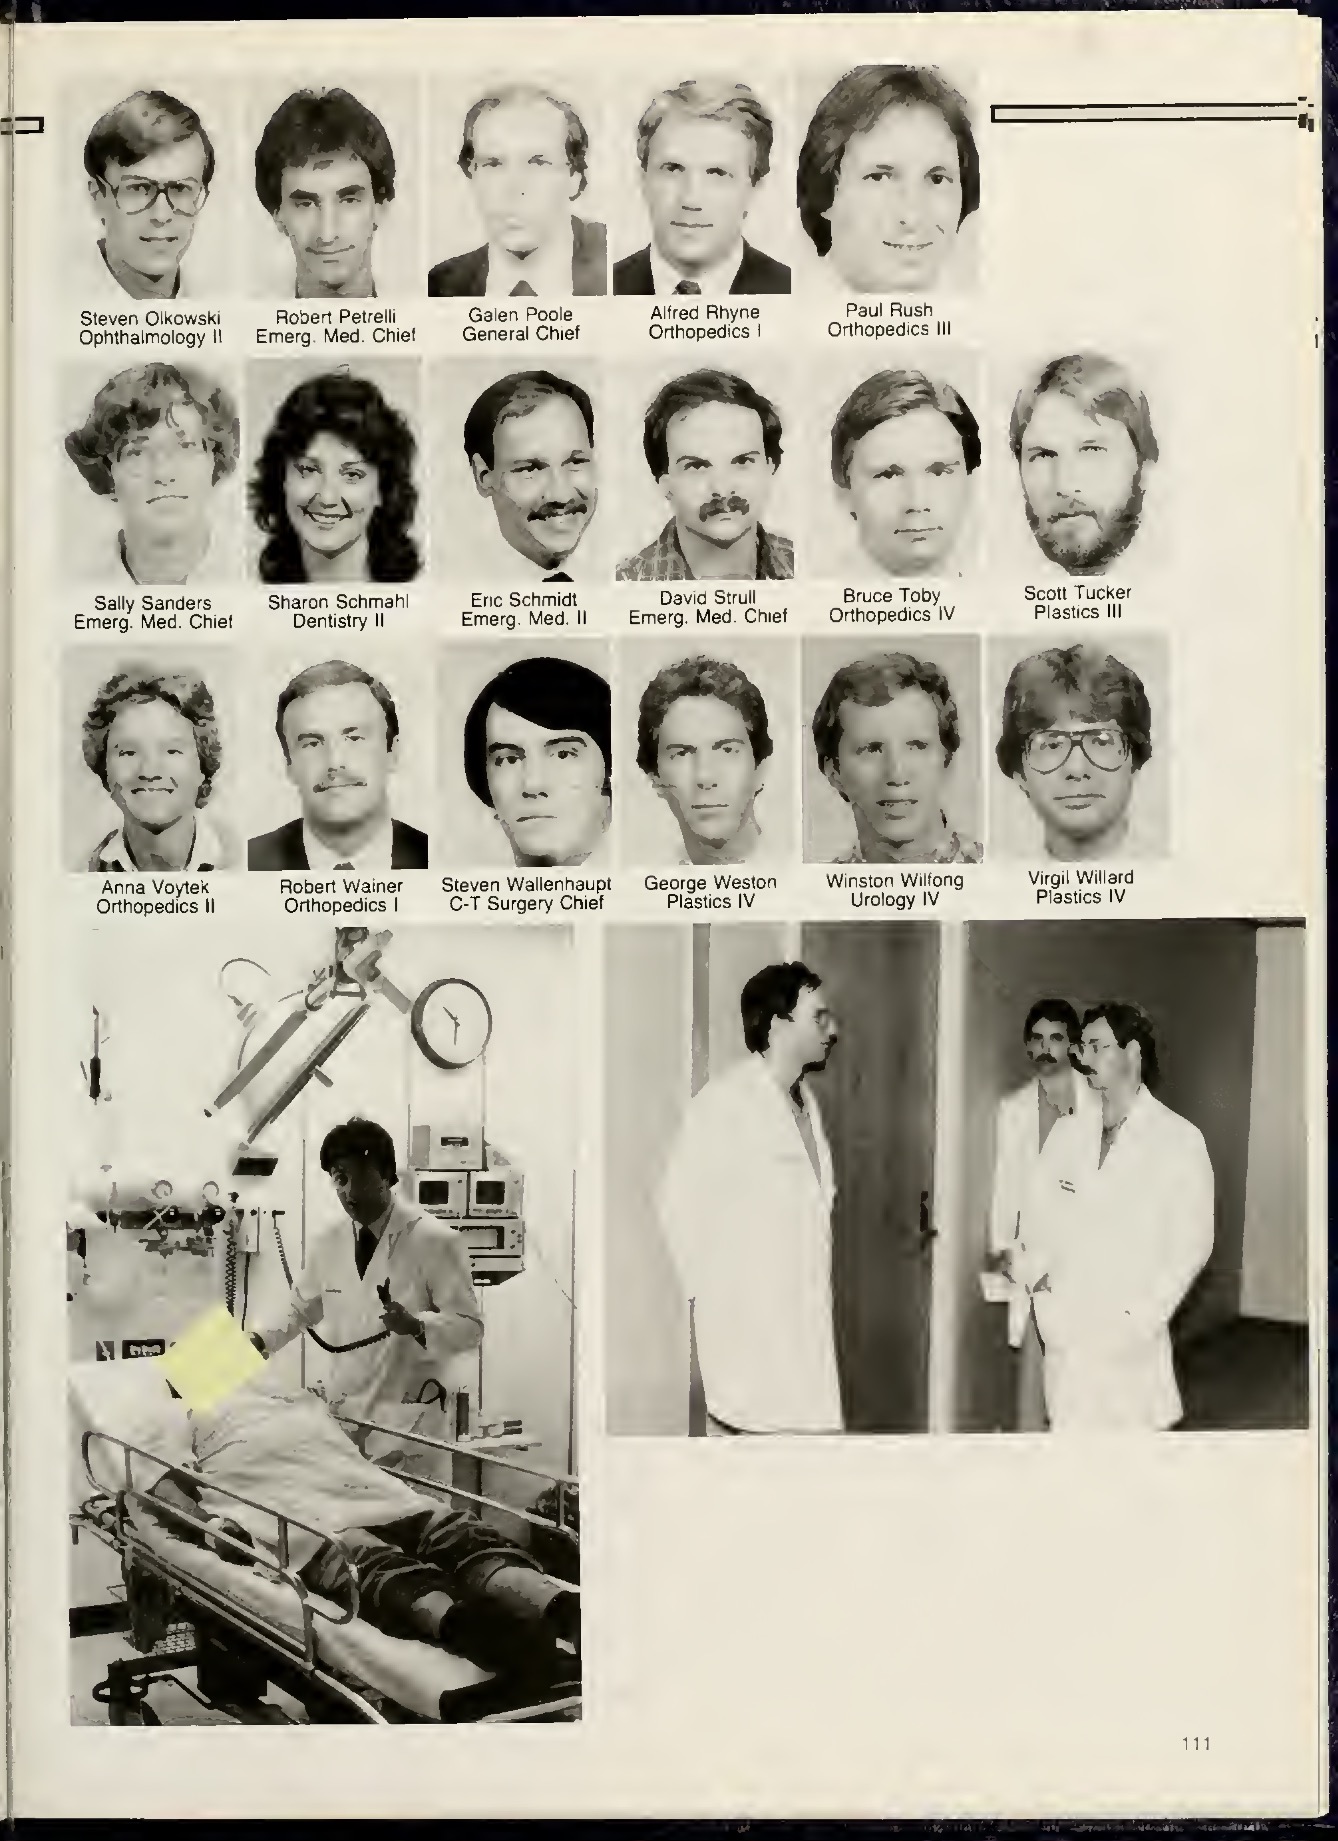 Steven Olkowski
Ophthalmology II
Robert Petrelli
Emerg. Med. Chief
Galen Poole
General Chief
Alfred Rhyne
Orthopedics I
Paul Rush
Orthopedics III
Sally Sanders
Emerg. Med. Chief
Sharon Schmahl
Dentistry II
Eric Schmidt
Emerg. Med. II
David Strull
Emerg. Med. Chief
Bruce Toby
Orthopedics IV
Scott Tucker
Plastics III
Anna Voytek
Orthopedics II
Robert Wainer
Orthopedics I
Steven Wallenhaupt
C-T Surgery Chief
George Weston
Plastics IV
Winston Wilfong
Urology IV
Virgil Willard
Plastics IV
111